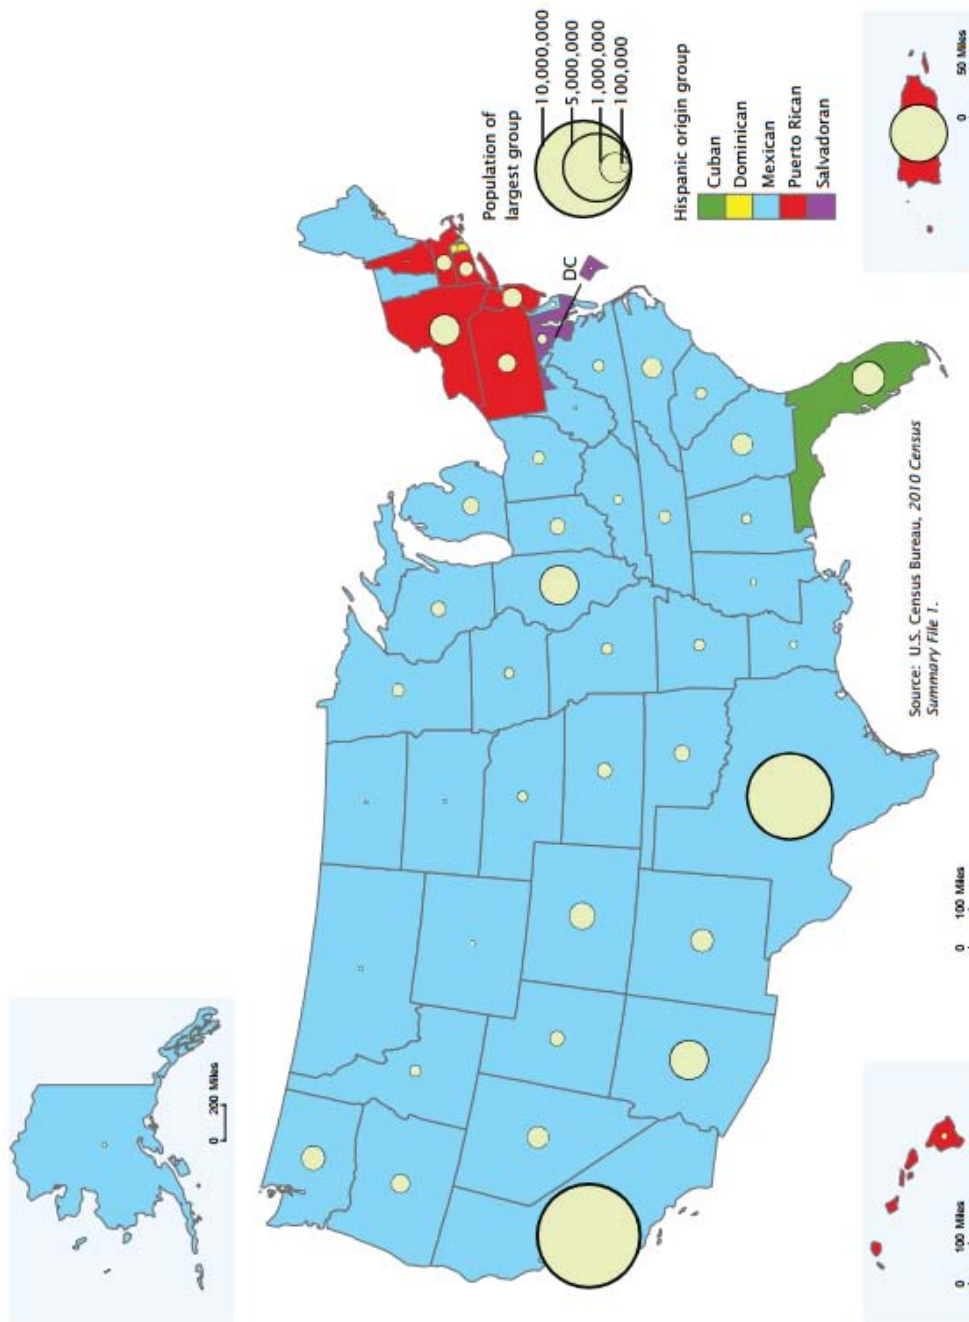 Population of
largest group
10,000,000
5,000,000
1,000,000
100,000
Hispanic origin group
Cuban
Dominican
Mexican
Puerto Rican
Salvadoran
DC
0 200 Miles
0 100 Miles
0 100 Miles
0 50 Miles
Source: U.S. Census Bureau, 2010 Census
Summary File 1.